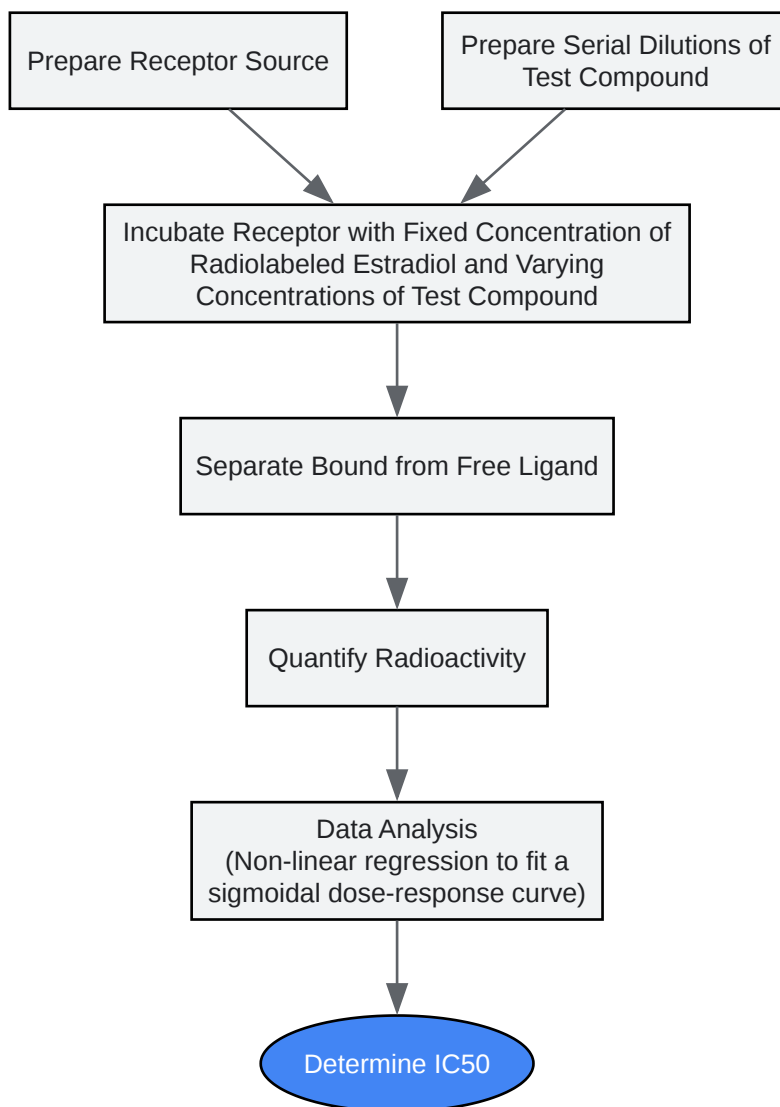 Prepare Receptor Source
Prepare Serial Dilutions of
Test Compound
Incubate Receptor with Fixed Concentration of
Radiolabeled Estradiol and Varying
Concentrations of Test Compound
Separate Bound from Free Ligand
Quantify Radioactivity
Data Analysis
(Non-linear regression to fit a
sigmoidal dose-response curve)
Determine IC50